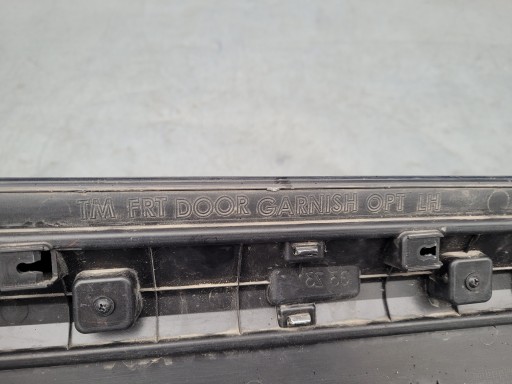 TM FRT DOOR GARNISH OPT LH